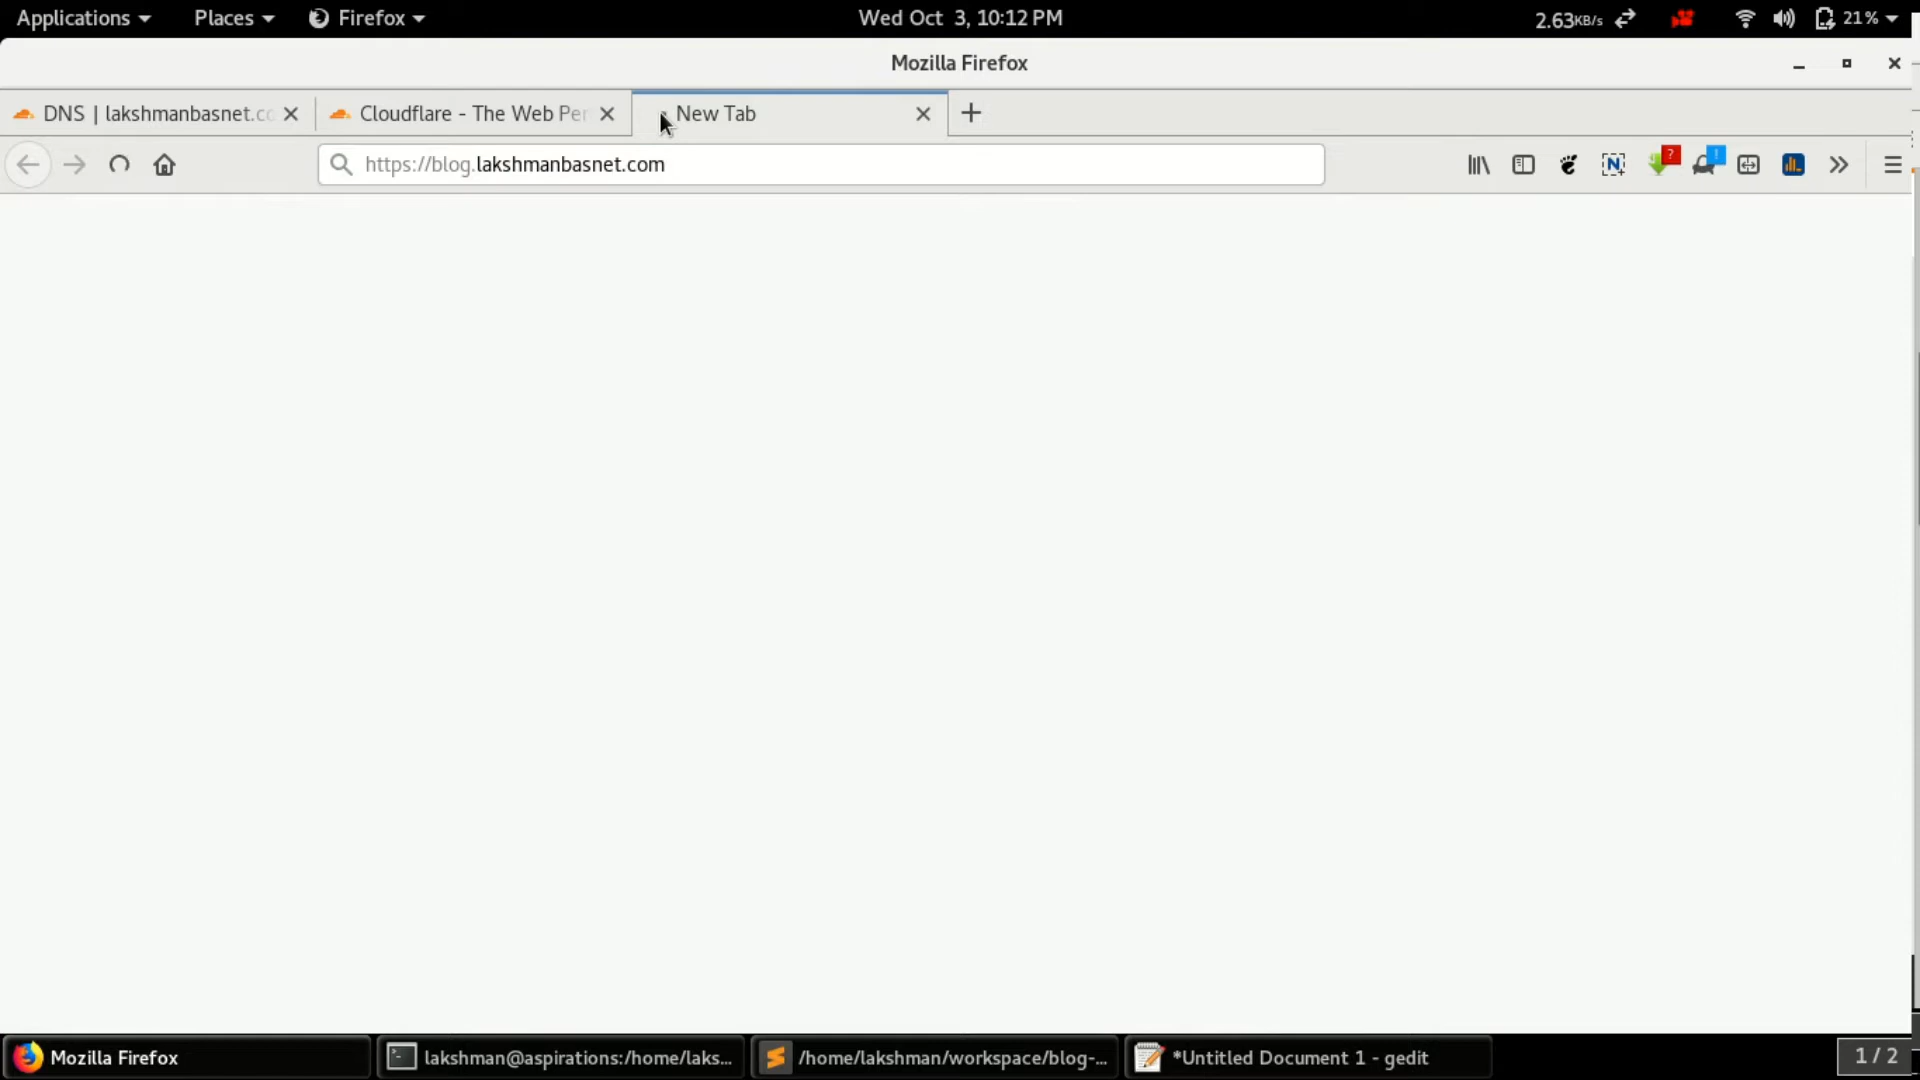 Applications Places Firefox Wed Oct 3, 10:12 PM 2.63KB/s 21%
Mozilla Firefox
DNS | lakshmanbasnet.co Cloudflare - The Web Per New Tab
https://blog.lakshmanbasnet.com N ? !
Mozilla Firefox lakshman@aspirations:/home/laks... /home/lakshman/workspace/blog-... *Untitled Document 1 - gedit 1 / 2